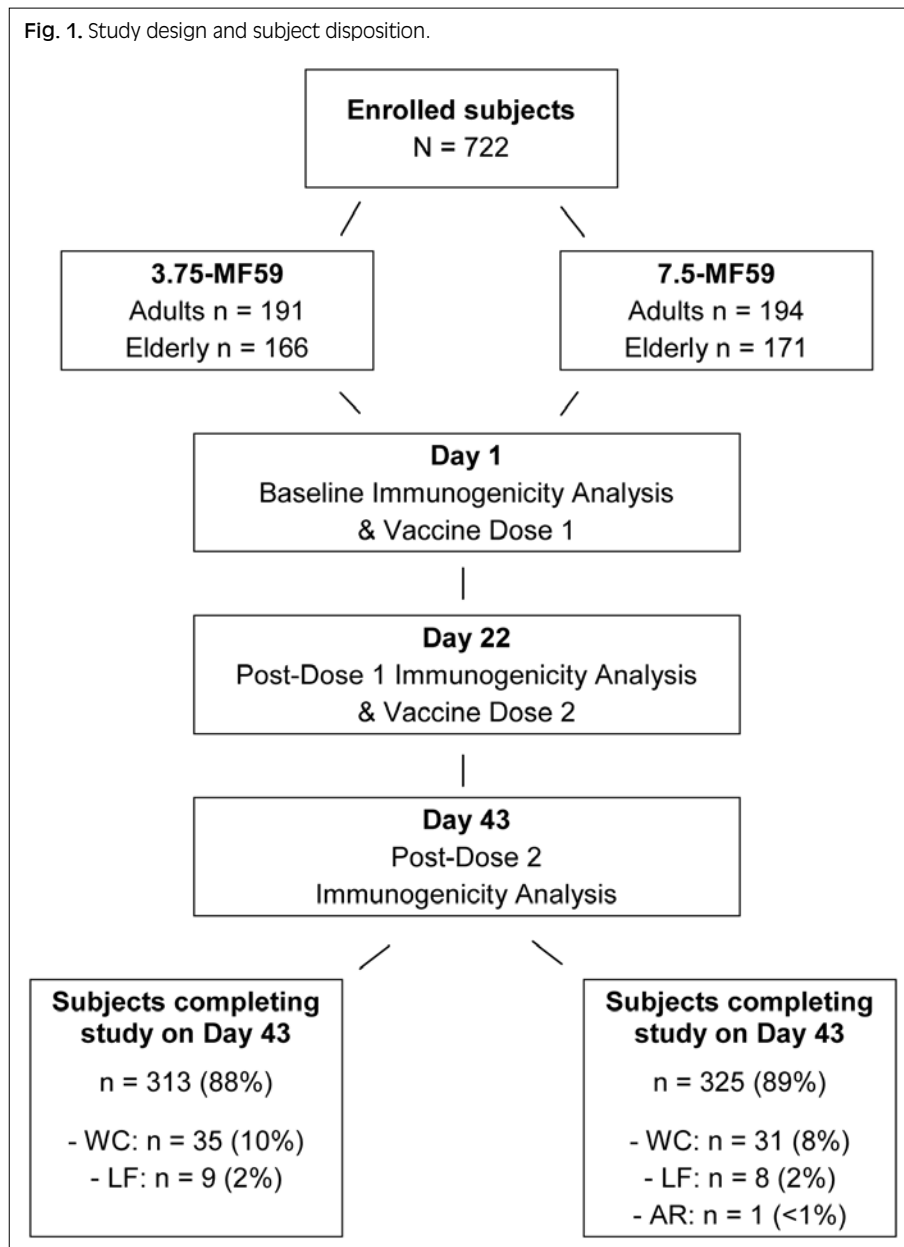 Fig. 1. Study design and subject disposition.
Enrolled subjects
N = 722
3.75-MF59
Adults n = 191
Elderly n = 166
7.5-MF59
Adults n = 194
Elderly n = 171
Day 1
Baseline Immunogenicity Analysis
& Vaccine Dose 1
Day 22
Post-Dose 1 Immunogenicity Analysis
& Vaccine Dose 2
Day 43
Post-Dose 2
Immunogenicity Analysis
Subjects completing
study on Day 43
n = 313 (88%)
- WC: n = 35 (10%)
- LF: n = 9 (2%)
Subjects completing
study on Day 43
n = 325 (89%)
- WC: n = 31 (8%)
- LF: n = 8 (2%)
- AR: n = 1 (<1%)